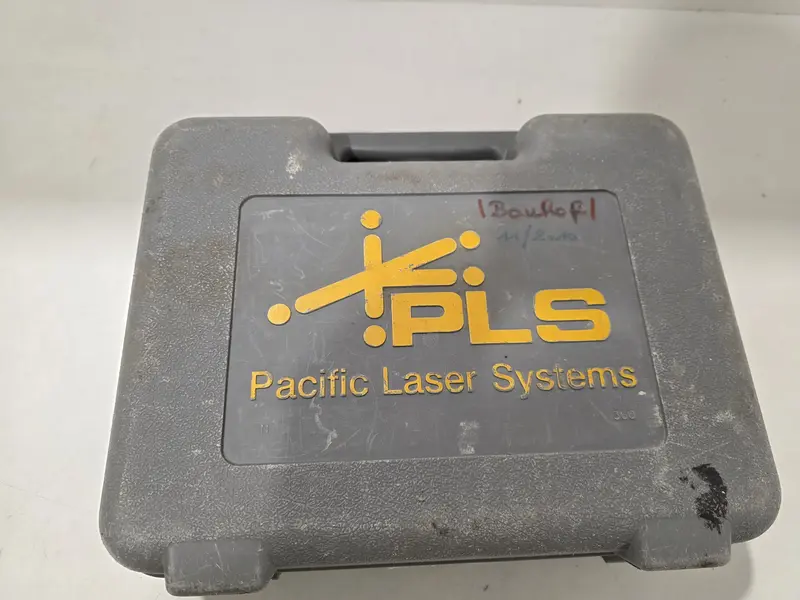 |Bauhof|
PLS
Pacific Laser Systems